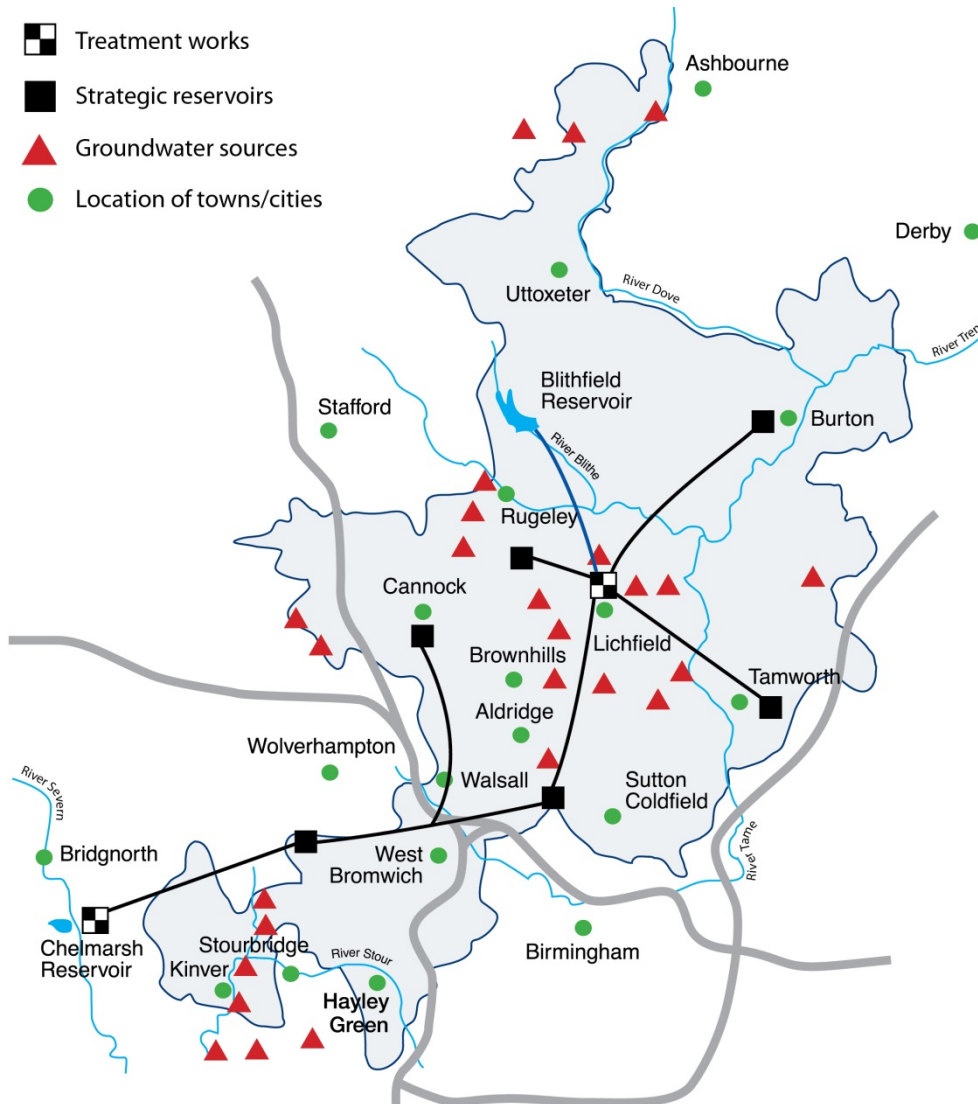 Treatment works
Strategic reservoirs
Groundwater sources
Location of towns/cities
Ashbourne
Derby
Uttoxeter
River Dove
River Tren
Blithfield
Reservoir
Stafford
Burton
River Blithe
Rugeley
Cannock
Lichfield
Brownhills
Tamworth
Aldridge
Wolverhampton
Walsall
Sutton
Coldfield
River Severn
River Tame
Bridgnorth
West
Bromwich
Chelmarsh
Reservoir
Stourbridge
River Stour
Birmingham
Kinver
Hayley
Green